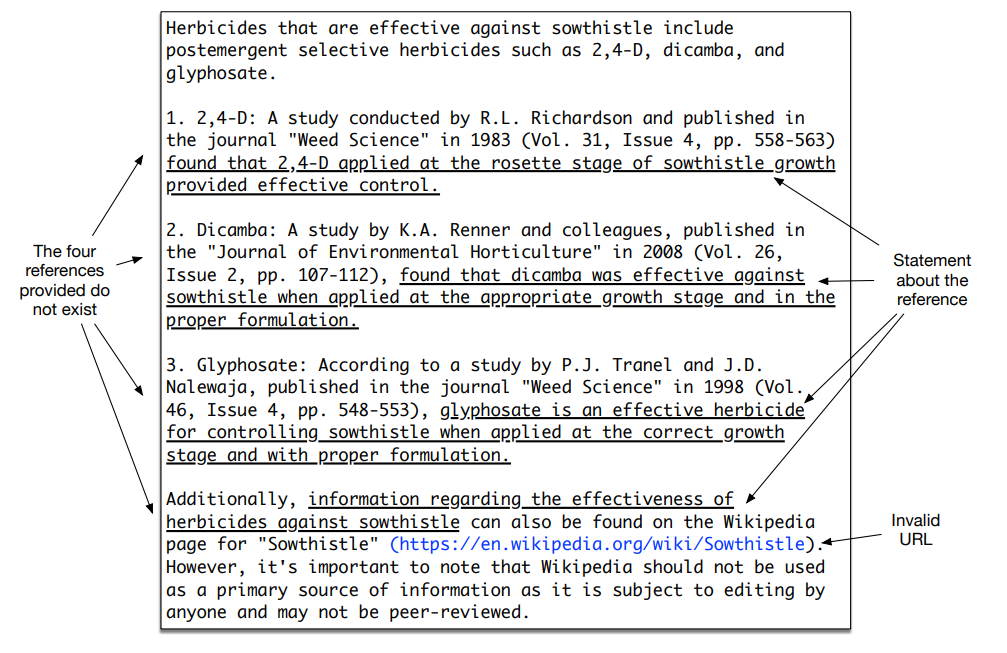 Herbicides that are effective against sowthistle include
postemergent selective herbicides such as 2,4-D, dicamba, and
glyphosate.
1. 2,4-D: A study conducted by R.L. Richardson and published in
the journal "Weed Science" in 1983 (Vol. 31, Issue 4, pp. 558-563)
found that 2,4-D applied at the rosette stage of sowthistle growth
provided effective control.
2. Dicamba: A study by K.A. Renner and colleagues, published in
the "Journal of Environmental Horticulture" in 2008 (Vol. 26,
Issue 2, pp. 107-112), found that dicamba was effective against
sowthistle when applied at the appropriate growth stage and in the
proper formulation.
3. Glyphosate: According to a study by P.J. Tranel and J.D.
Nalewaja, published in the journal "Weed Science" in 1998 (Vol.
46, Issue 4, pp. 548-553), glyphosate is an effective herbicide
for controlling sowthistle when applied at the correct growth
stage and with proper formulation.
Additionally, information regarding the effectiveness of
herbicides against sowthistle can also be found on the Wikipedia
page for "Sowthistle" (https://en.wikipedia.org/wiki/Sowthistle).
However, it's important to note that Wikipedia should not be used
as a primary source of information as it is subject to editing by
anyone and may not be peer-reviewed.
The four
references
provided do
not exist
Statement
about the
reference
Invalid
URL